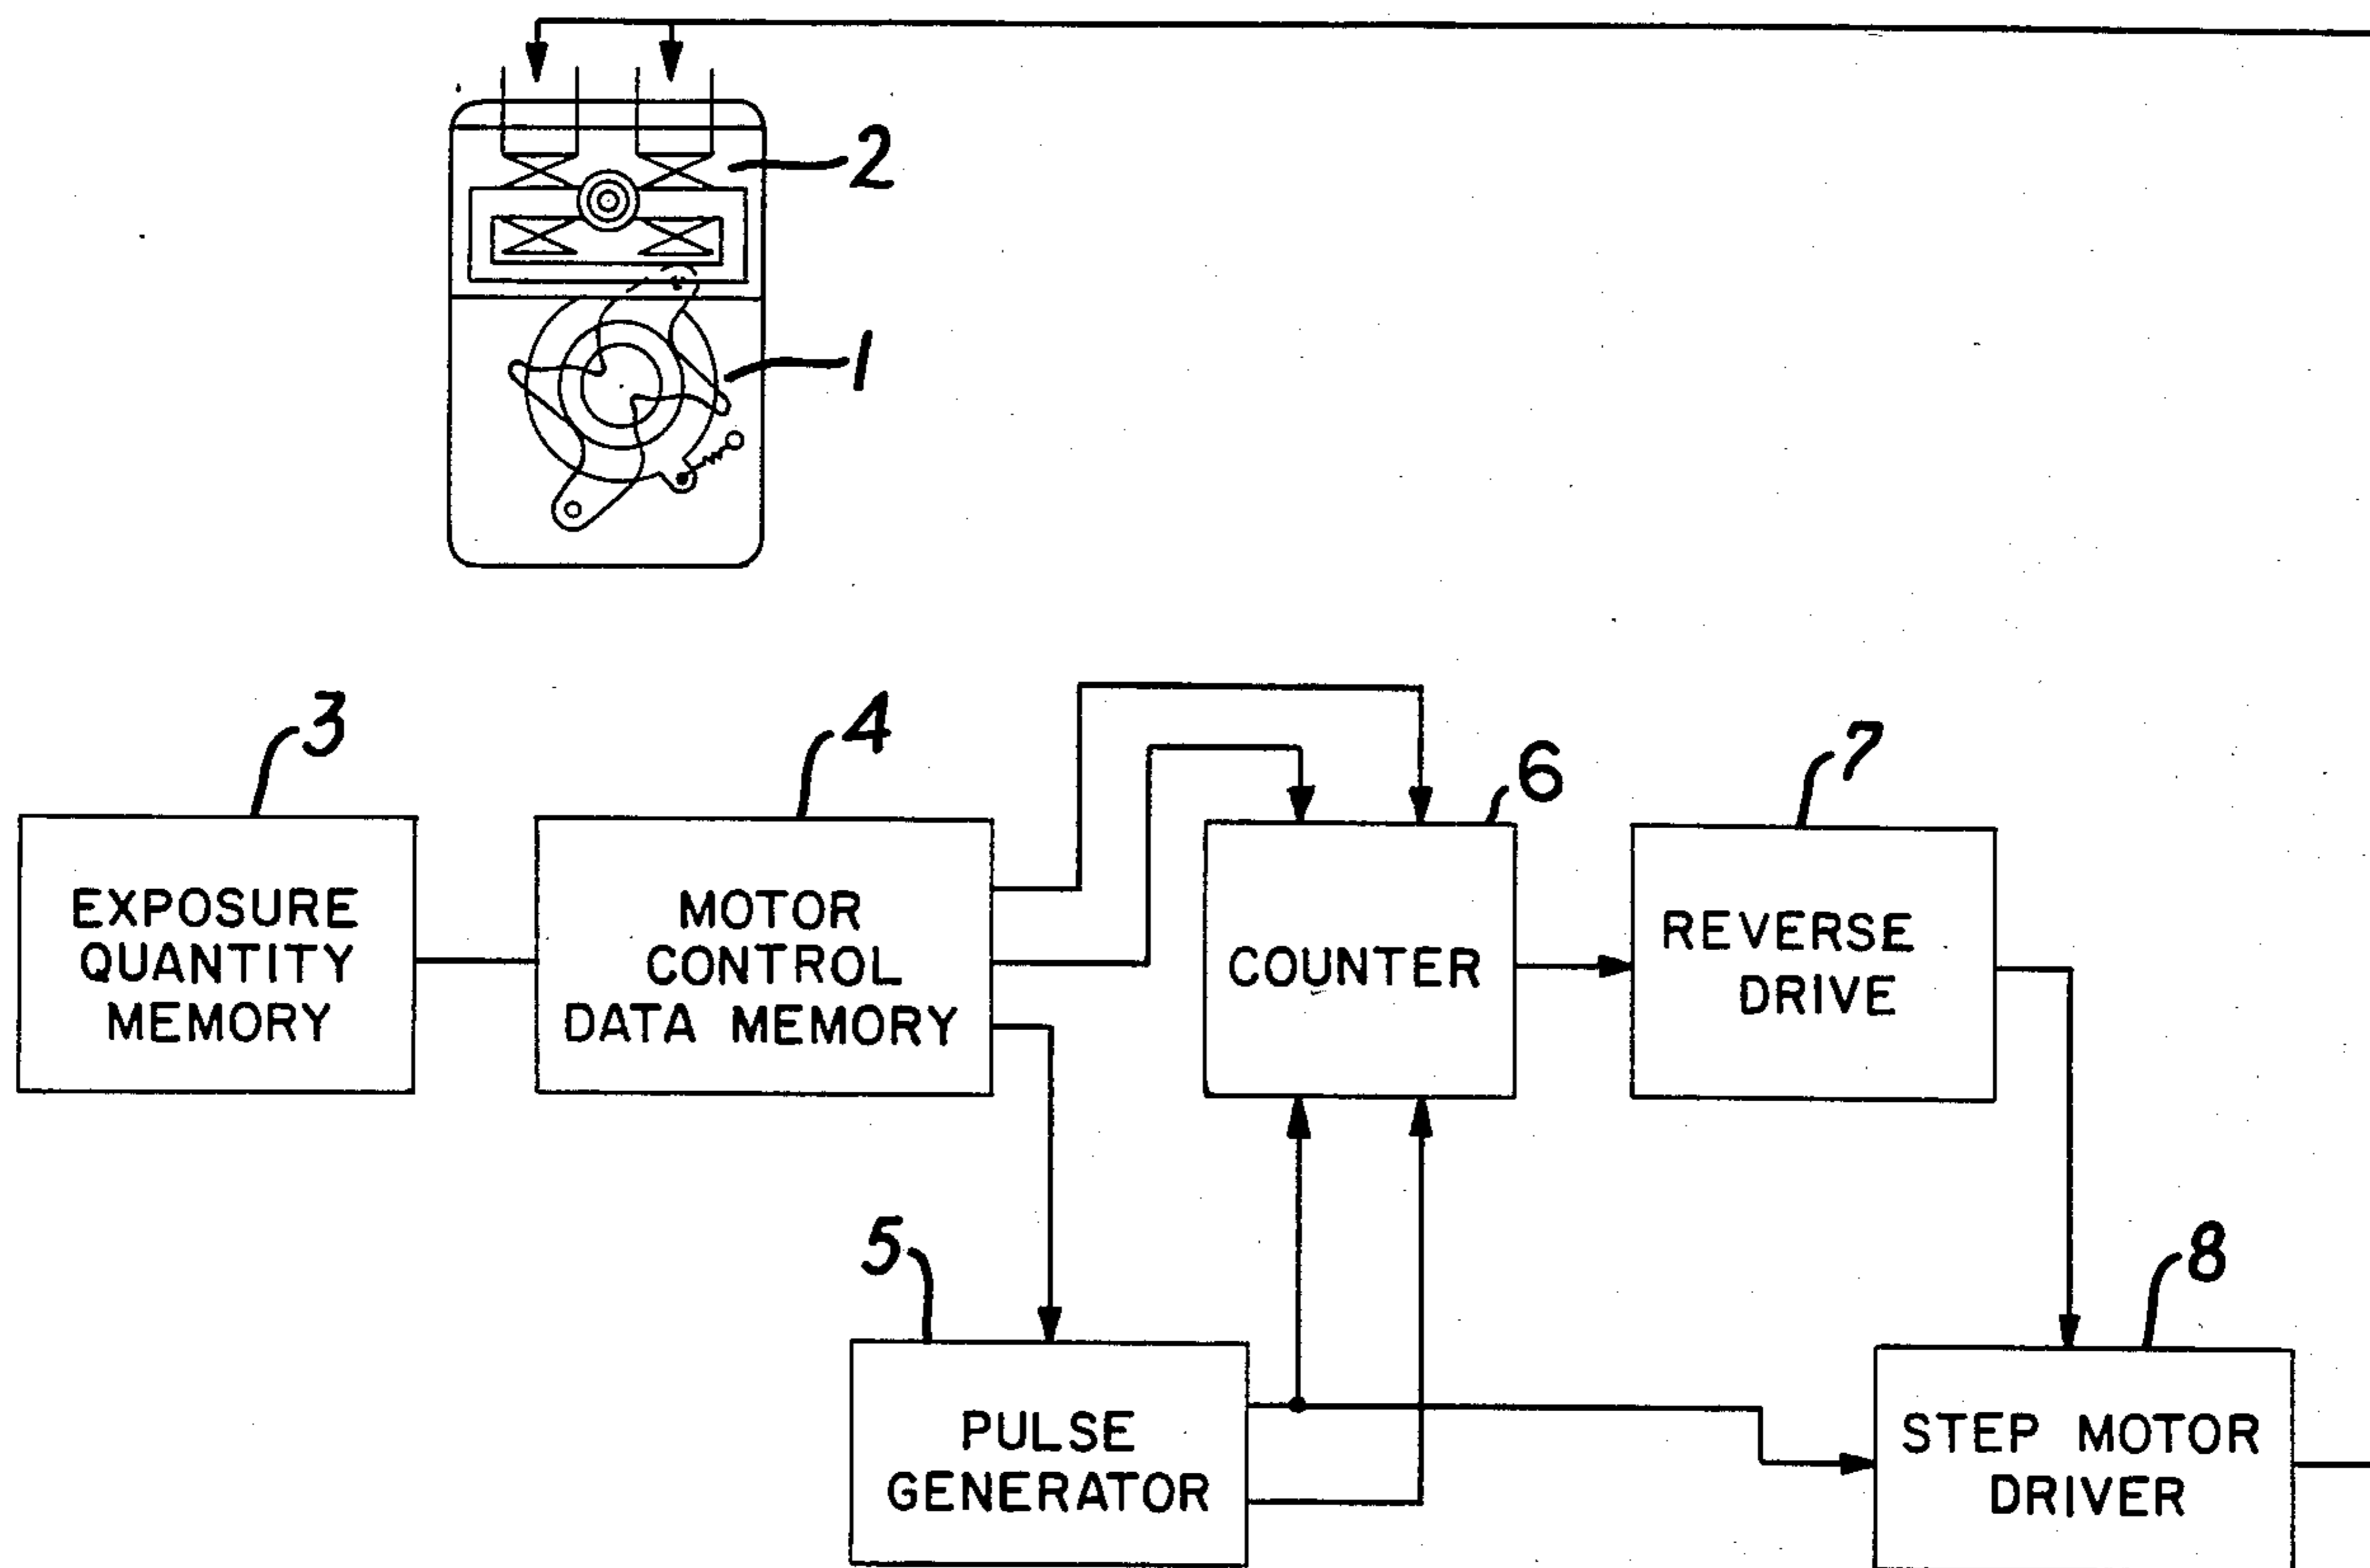 2
1
3
4
6
7
EXPOSURE
QUANTITY
MEMORY
MOTOR
CONTROL
DATA MEMORY
COUNTER
REVERSE
DRIVE
5
8
PULSE
GENERATOR
STEP MOTOR
DRIVER